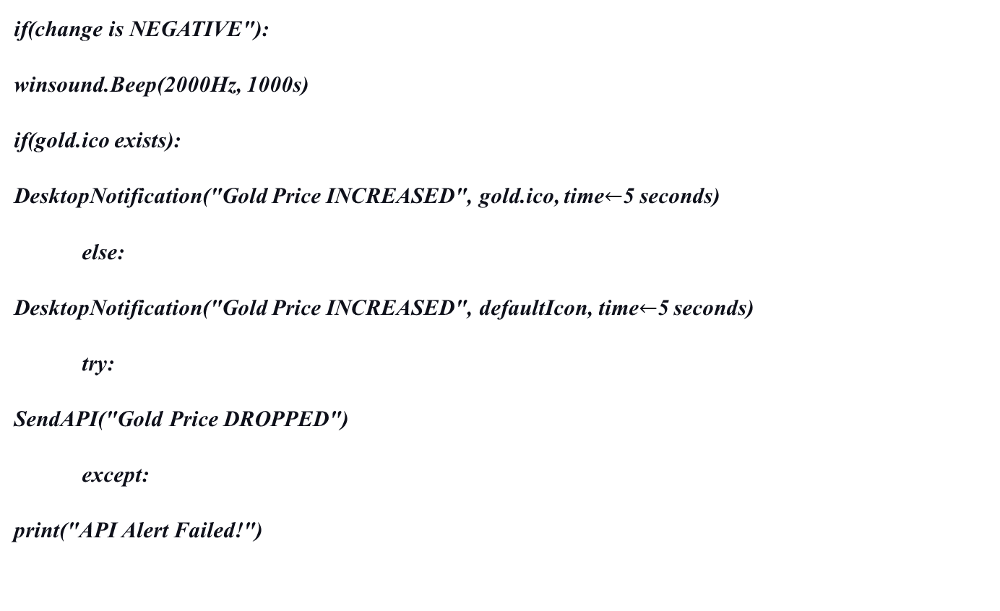 if(change is NEGATIVE"):
winsound.Beep(2000Hz, 1000s)
if(gold.ico exists):
DesktopNotification("Gold Price INCREASED", gold.ico, time←5 seconds)
else:
DesktopNotification("Gold Price INCREASED", defaultIcon, time←5 seconds)
try:
SendAPI("Gold Price DROPPED")
except:
print("API Alert Failed!")